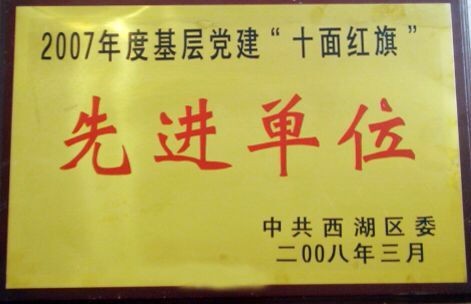 2007年度基层党建“十面红旗”
先进单位
中共西湖区委
二00八年三月